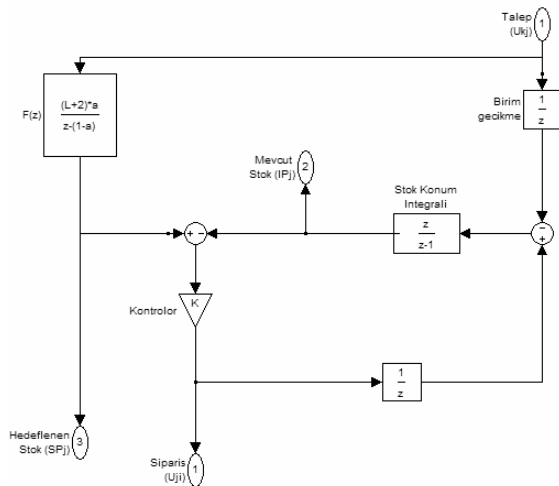 Talep
(Ukj)
1
F(z)
(L+2)*a
z-(1-a)
Birim
gecikme
1
z
Mevcut
Stok (IPj)
2
Stok Konum
Integrali
z
z-1
+ -
-
+
Kontrolor
K
1
z
Hedeflenen
Stok (SPj)
3
Siparis
(Uji)
1